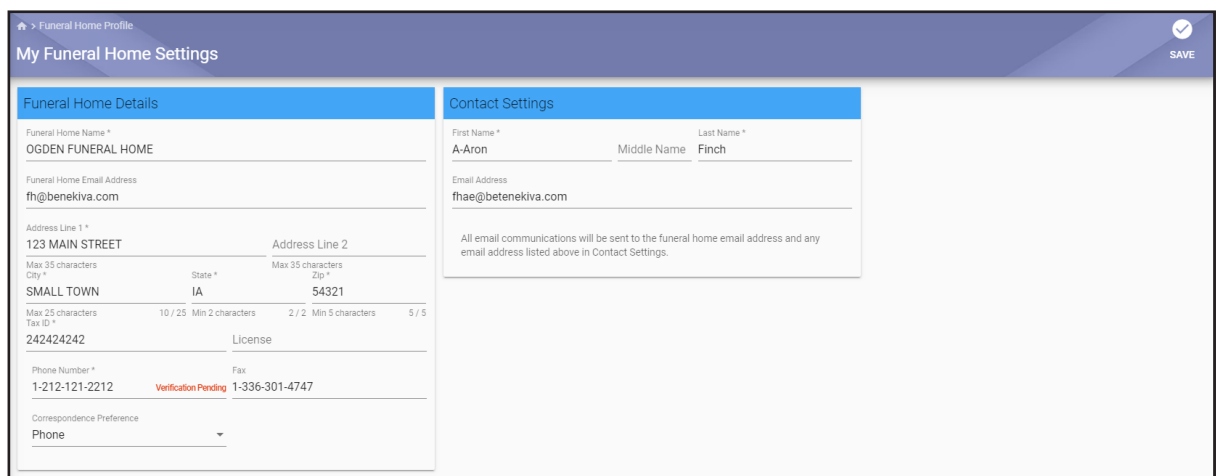 > Funeral Home Profile
My Funeral Home Settings
SAVE
Funeral Home Details
Funeral Home Name *
OGDEN FUNERAL HOME
Funeral Home Email Address
fh@benekiva.com
Address Line 1 *
123 MAIN STREET Address Line 2
Max 35 characters Max 35 characters
City * State * Zip *
SMALL TOWN IA 54321
Max 25 characters 10 / 25 Min 2 characters 2 / 2 Min 5 characters 5 / 5
Tax ID *
242424242 License
Phone Number * Fax
1-212-121-2212 Verification Pending 1-336-301-4747
Correspondence Preference
Phone
Contact Settings
First Name * Last Name *
A-Aron Middle Name Finch
Email Address
fhae@betenekiva.com
All email communications will be sent to the funeral home email address and any
email address listed above in Contact Settings.